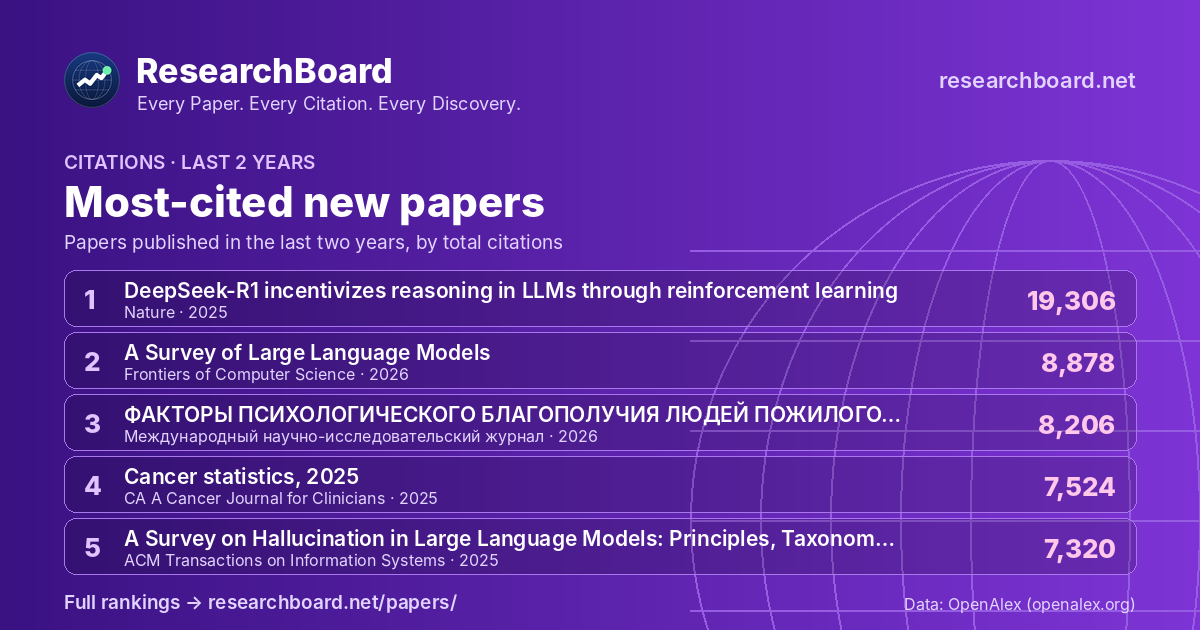 ResearchBoard
Every Paper. Every Citation. Every Discovery.
researchboard.net
CITATIONS · LAST 2 YEARS
Most-cited new papers
Papers published in the last two years, by total citations
1
DeepSeek-R1 incentivizes reasoning in LLMs through reinforcement learning
Nature · 2025
19,306
2
A Survey of Large Language Models
Frontiers of Computer Science · 2026
8,878
3
ФАКТОРЫ ПСИХОЛОГИЧЕСКОГО БЛАГОПОЛУЧИЯ ЛЮДЕЙ ПОЖИЛОГО…
Международный научно-исследовательский журнал · 2026
8,206
4
Cancer statistics, 2025
CA A Cancer Journal for Clinicians · 2025
7,524
5
A Survey on Hallucination in Large Language Models: Principles, Taxonom…
ACM Transactions on Information Systems · 2025
7,320
Full rankings → researchboard.net/papers/
Data: OpenAlex (openalex.org)